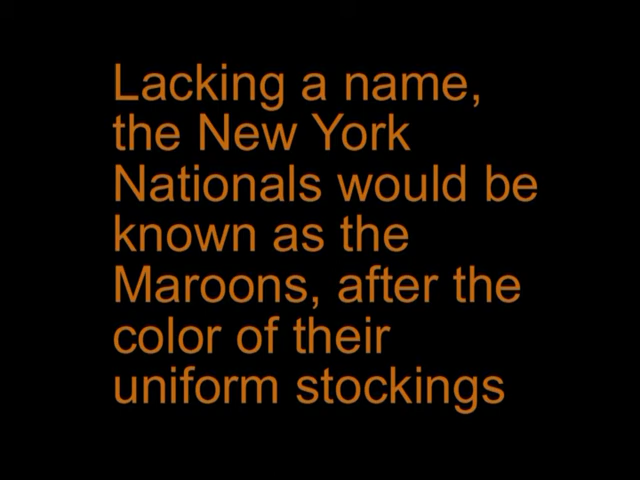 Lacking a name,
the New York
Nationals would be
known as the
Maroons, after the
color of their
uniform stockings